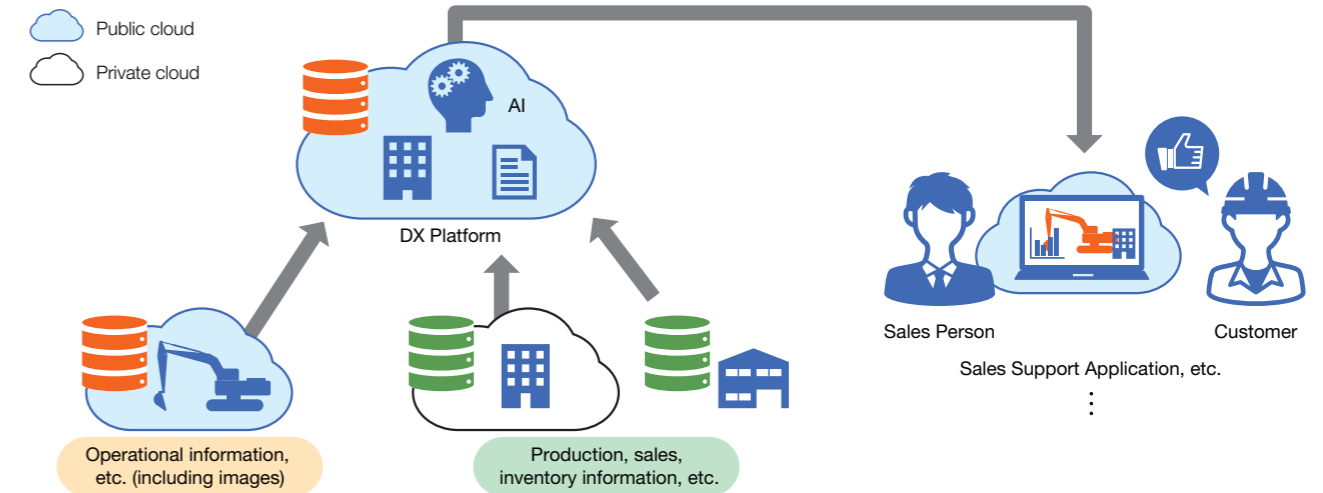 Public cloud
Private cloud
AI
DX Platform
Sales Person
Customer
Sales Support Application, etc.
Operational information,
etc. (including images)
Production, sales,
inventory information, etc.